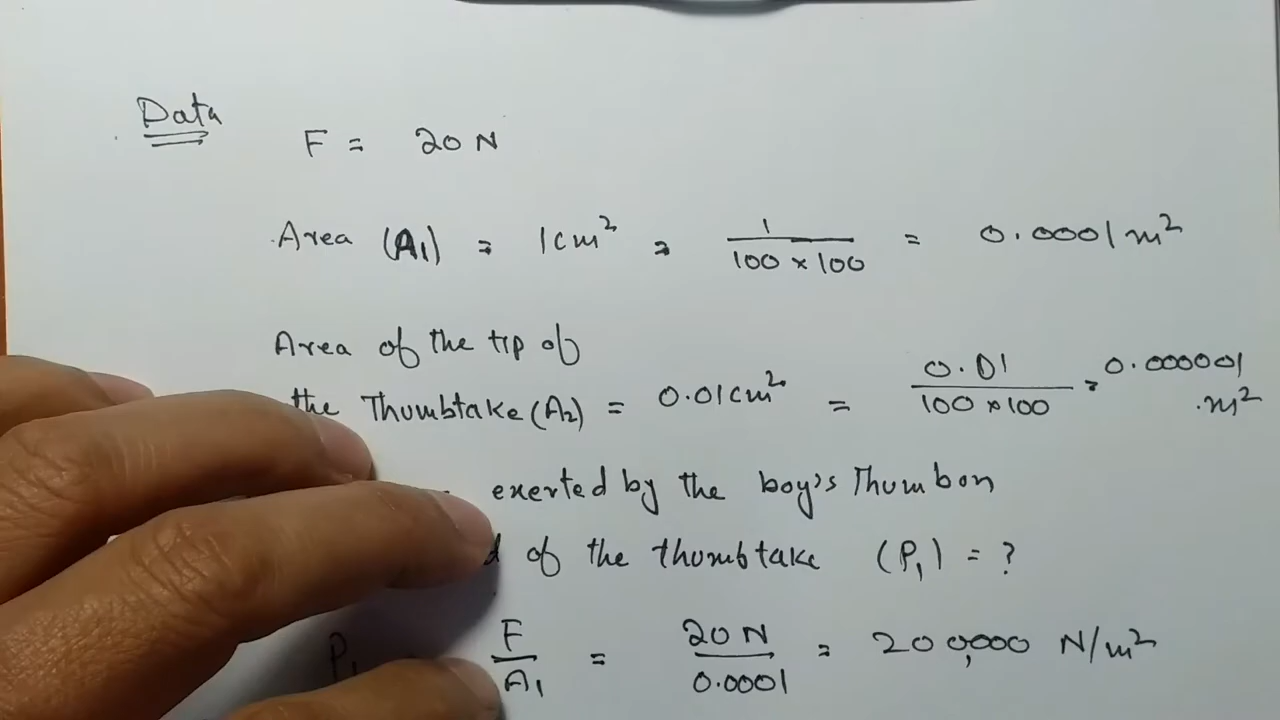 Data
F = 20 N
Area (A1) = 1cm² = 1/100 × 100 = 0.0001 m²
Area of the tip of
the Thumbtake (A2) = 0.01cm² = 0.01/100 × 100 = 0.000001 m²
exerted by the boy's Thumb on
of the thumbtake (P1) = ?
P1 F/A1 = 20 N/0.0001 = 200,000 N/m²